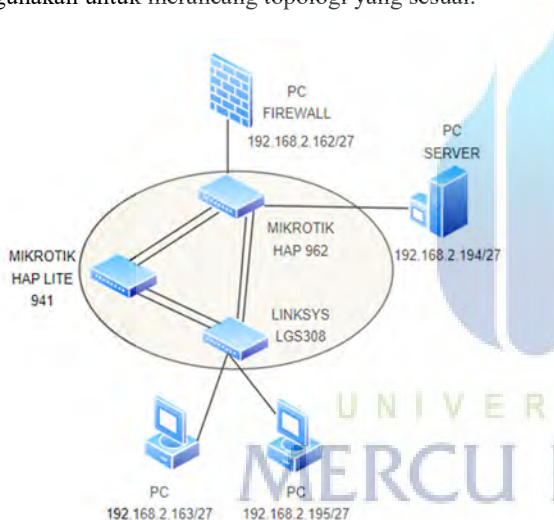 gunakan untuk merancang topologi yang sesuai.
PC
FIREWALL
192.168.2.162/27
PC
SERVER
192.168.2.194/27
MIKROTIK
HAP 962
MIKROTIK
HAP LITE
941
LINKSYS
LGS308
UNIVER
MERCU
PC
192.168.2.163/27
PC
192.168.2.195/27